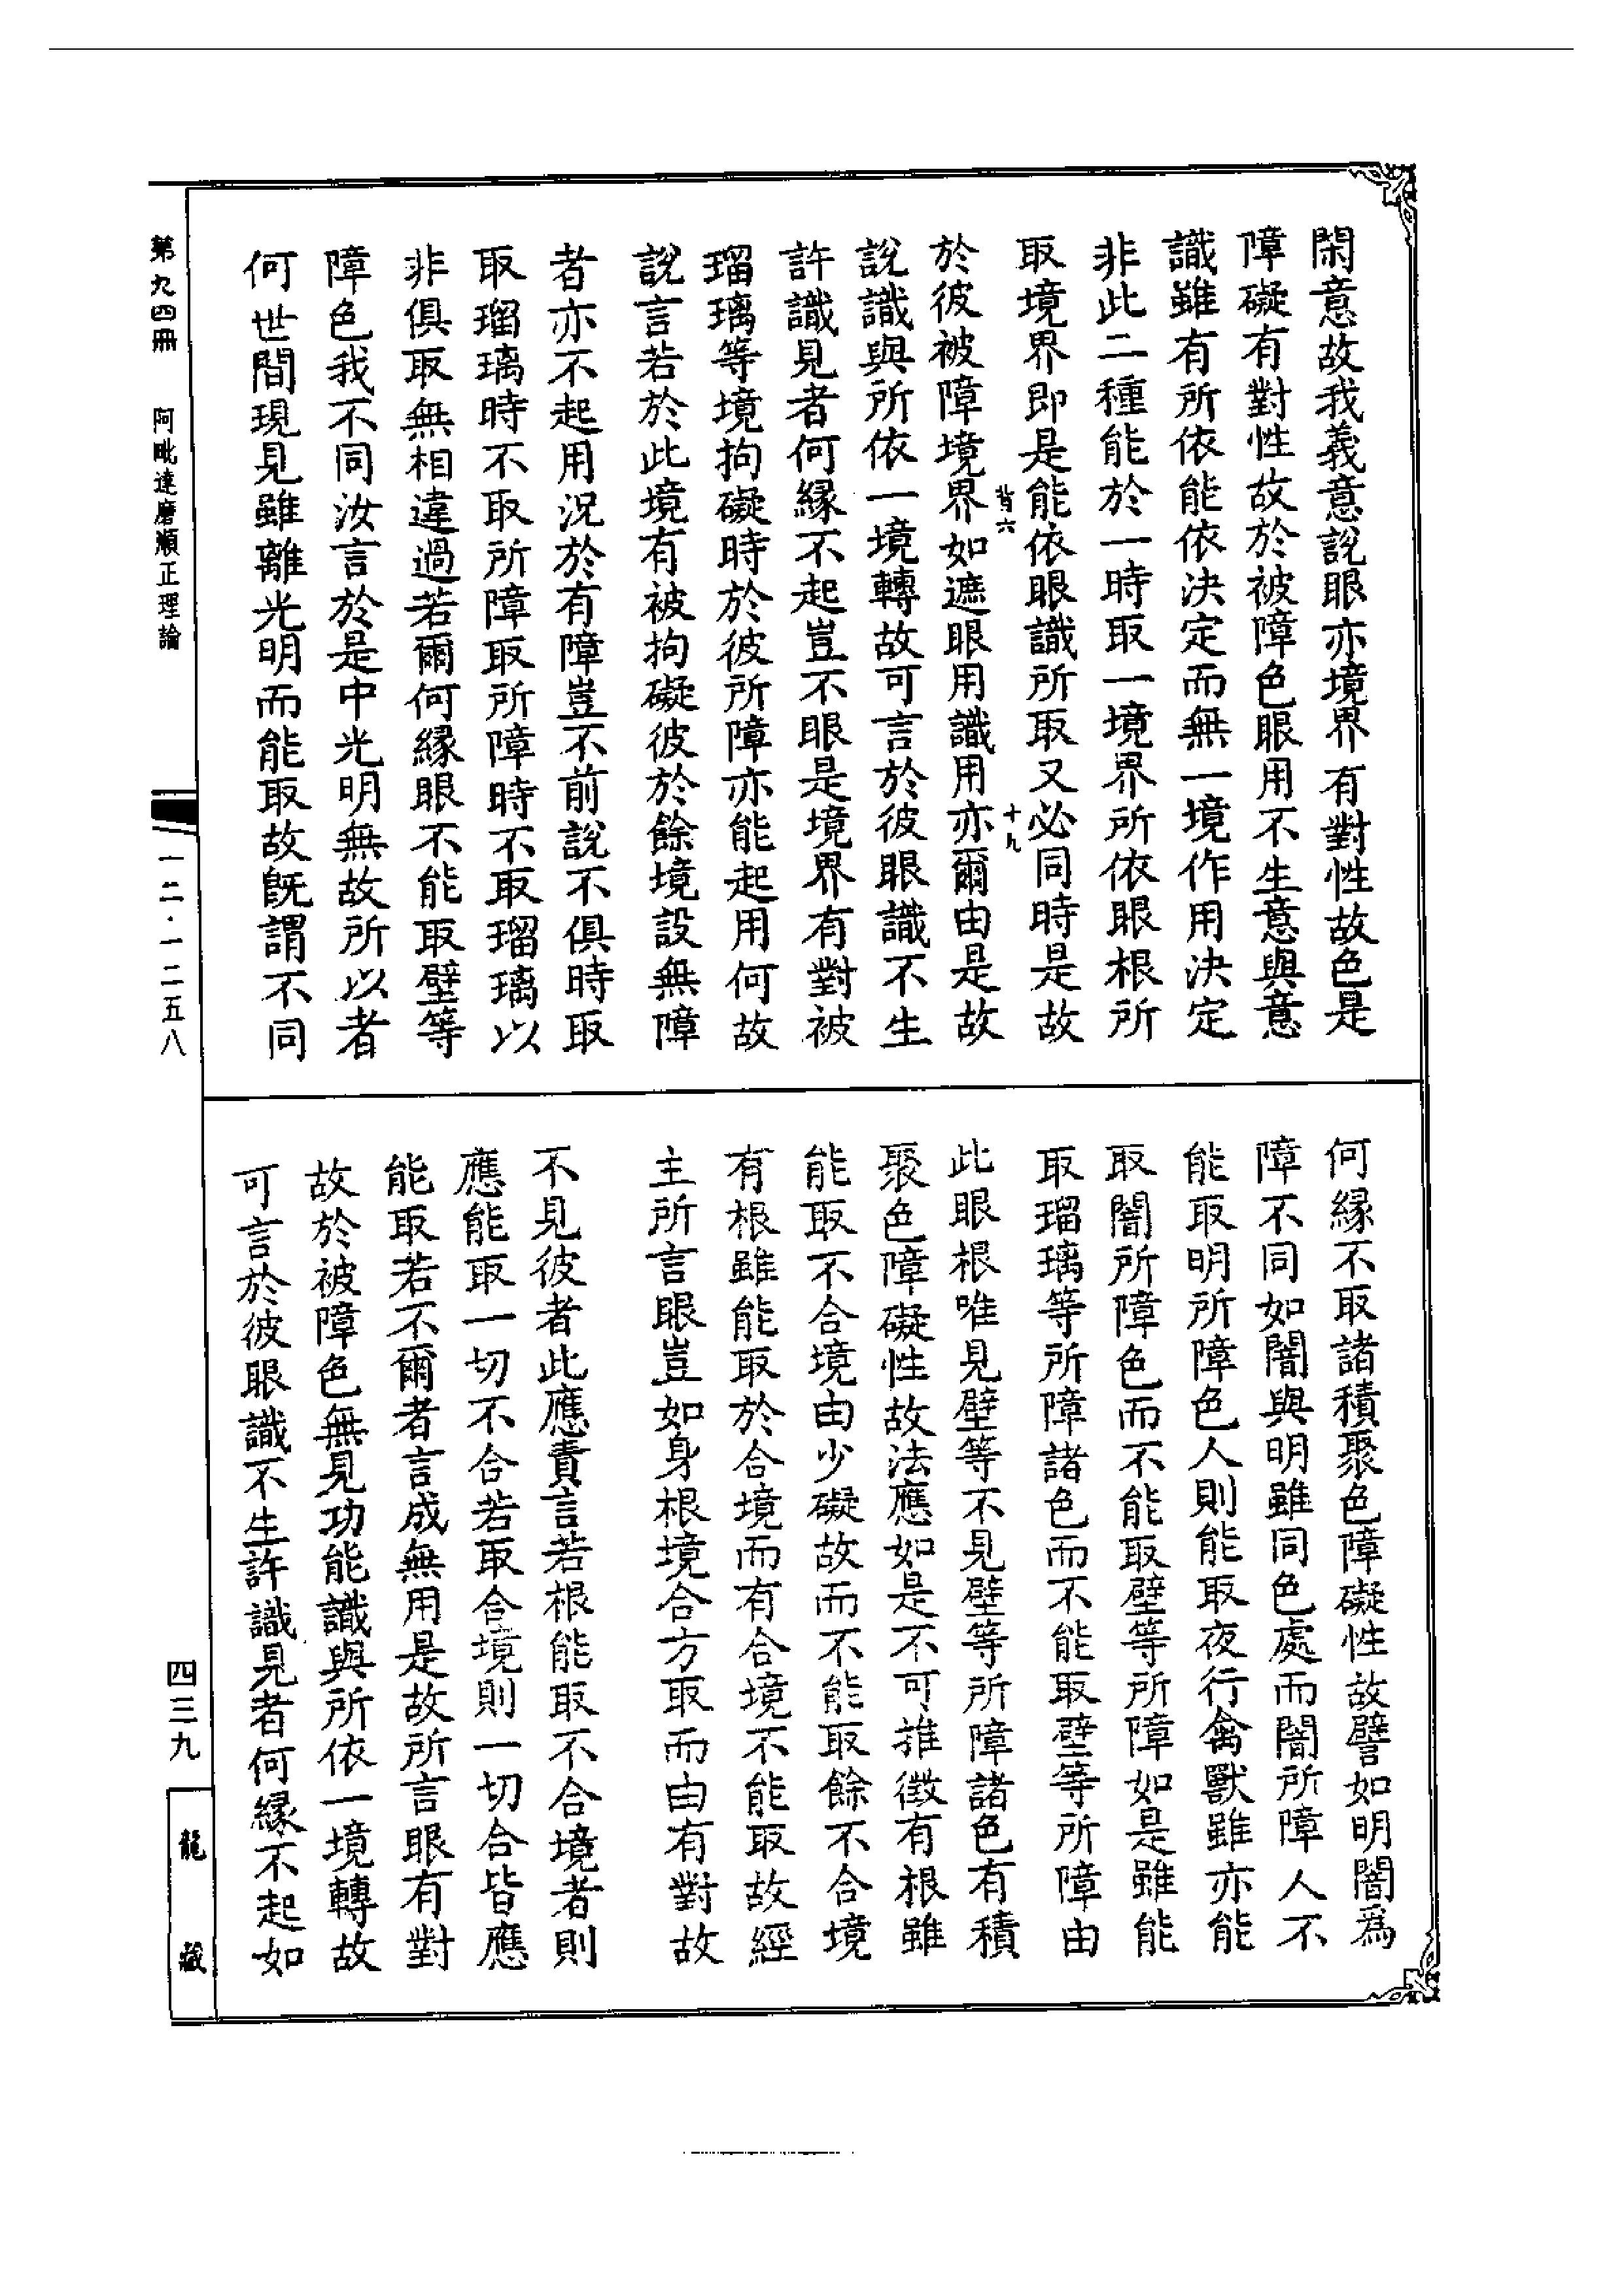 閑意故我義意說眼亦境界有對性故色是
障礙有對性故於被障色眼用不生意與意
識雖有所依能依決定而無一境作用決定
非此二種能於一時取一境界所依眼根所
取境界即是能依眼識所取又必同時是故
背六
十九
於彼被障境界如遮眼用識用亦爾由是故
說識與所依一境轉故可言於彼眼識不生
許識見者何緣不起豈不眼是境界有對被
瑠璃等境拘礙時於彼所障亦能起用何故
說言若於此境有被拘礙彼於餘境設無障
者亦不起用況於有障豈不前說不俱時取
取瑠璃時不取所障取所障時不取瑠璃以
非俱取無相違過若爾何緣眼不能取壁等
障色我不同汝言於是中光明無故所以者
何世間現見雖離光明而能取故旣謂不同
何緣不取諸積聚色障礙性故譬如明闇爲
障不同如闇與明雖同色處而闇所障人不
能取明所障色人則能取夜行禽獸雖亦能
取闇所障色而不能取壁等所障如是雖能
取瑠璃等所障諸色而不能取壁等所障由
此眼根唯見壁等不見壁等所障諸色有積
聚色障礙性故法應如是不可推徵有根雖
能取不合境由少礙故而不能取餘不合境
有根雖能取於合境而有合境不能取故經
主所言眼豈如身根境合方取而由有對故
不見彼者此應責言若根能取不合境者則
應能取一切不合若取合境則一切合皆應
能取若不爾者言成無用是故所言眼有對
故於被障色無見功能識與所依一境轉故
可言於彼眼識不生許識見者何緣不起如
第九四冊 阿毗達磨順正理論
一二·一二五八
四三九
龍藏